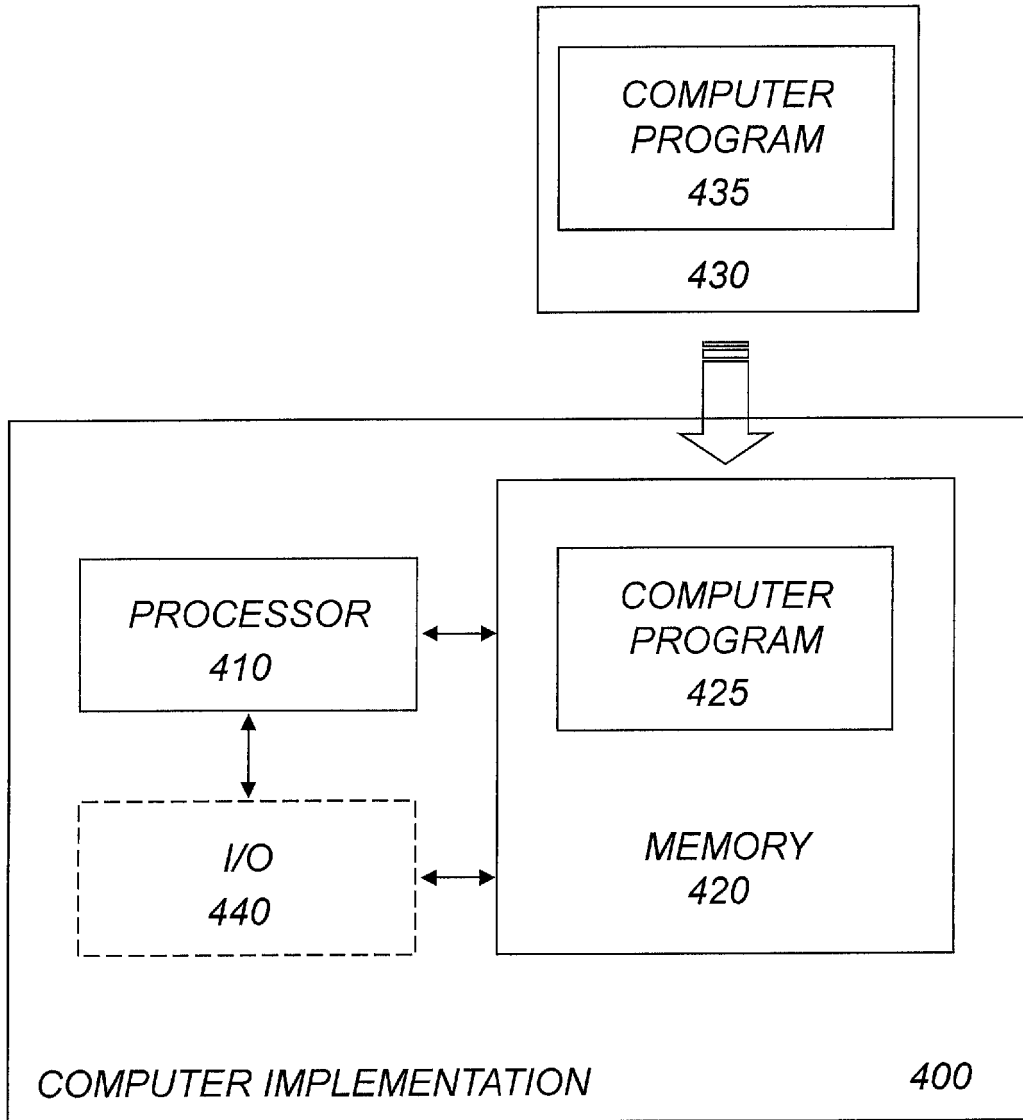 COMPUTER
PROGRAM
435
430
PROCESSOR
410
COMPUTER
PROGRAM
425
I/O
440
MEMORY
420
COMPUTER IMPLEMENTATION
400